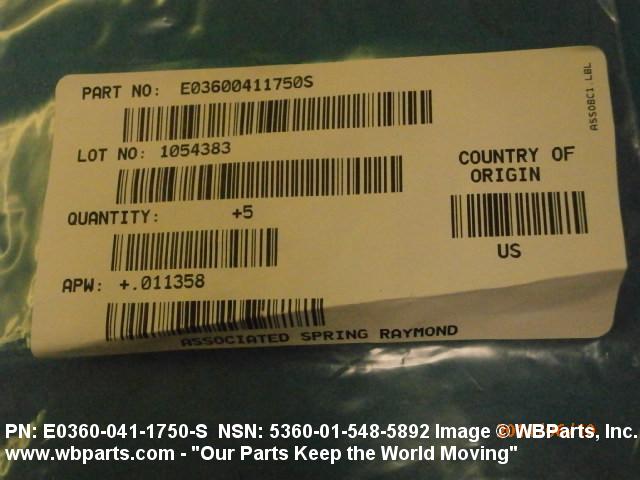 PART NO: E03600411750S
ASSOBC1.LBL
LOT NO: 1054383
COUNTRY OF
ORIGIN
QUANTITY: +5
US
APW: +.011358
ASSOCIATED SPRING RAYMOND
PN: E0360-041-1750-S NSN: 5360-01-548-5892 Image © WBParts, Inc.
www.wbparts.com - "Our Parts Keep the World Moving"